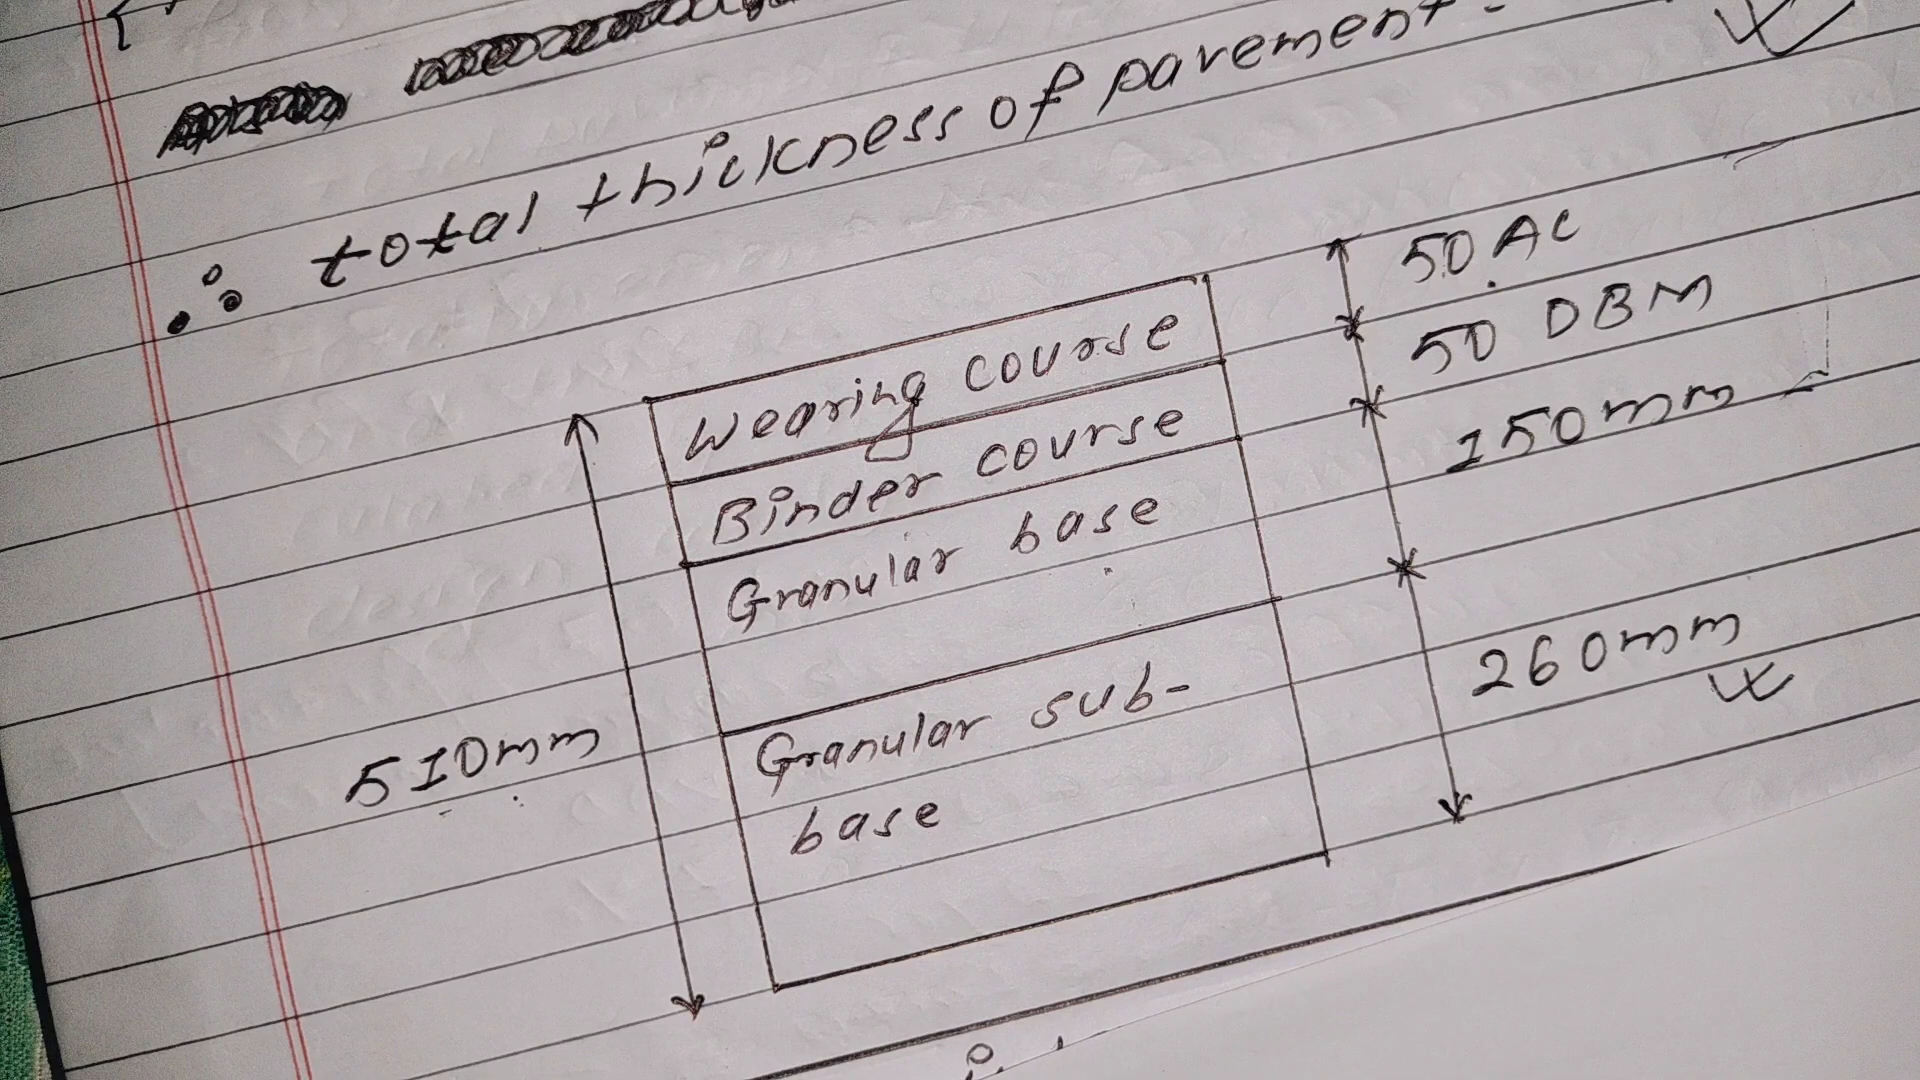 ∴ total thickness of pavement.
50 AC
Wearing course
50 DBM
Binder course
150mm
Granular base
260mm
Granular sub-
base
510mm